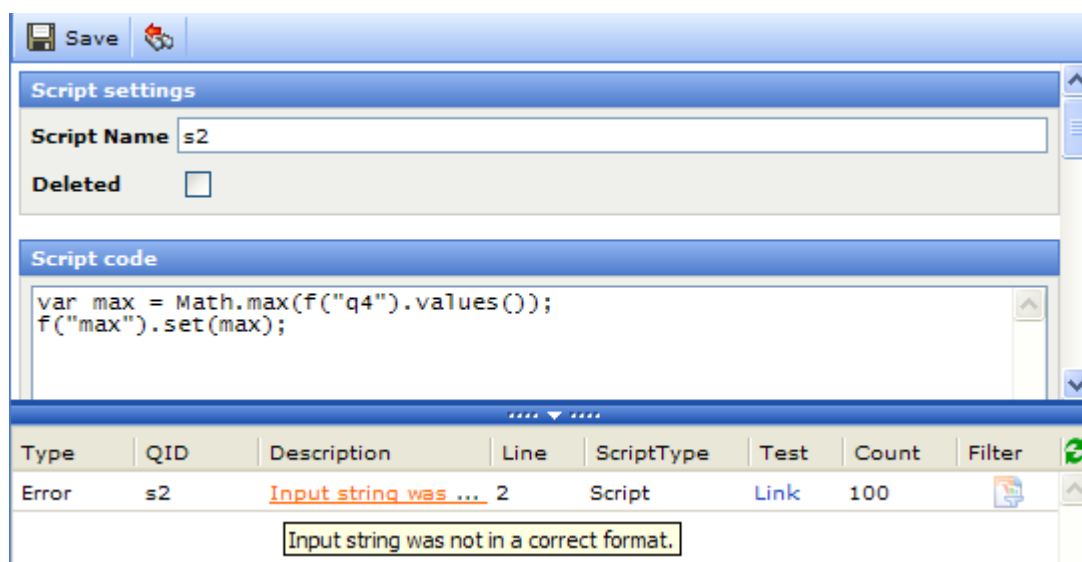 Save
Script settings
Script Name s2
Deleted
Script code
var max = Math.max(f("q4").values());
f("max").set(max);
Type QID Description Line ScriptType Test Count Filter
Error s2 Input string was ... 2 Script Link 100
Input string was not in a correct format.